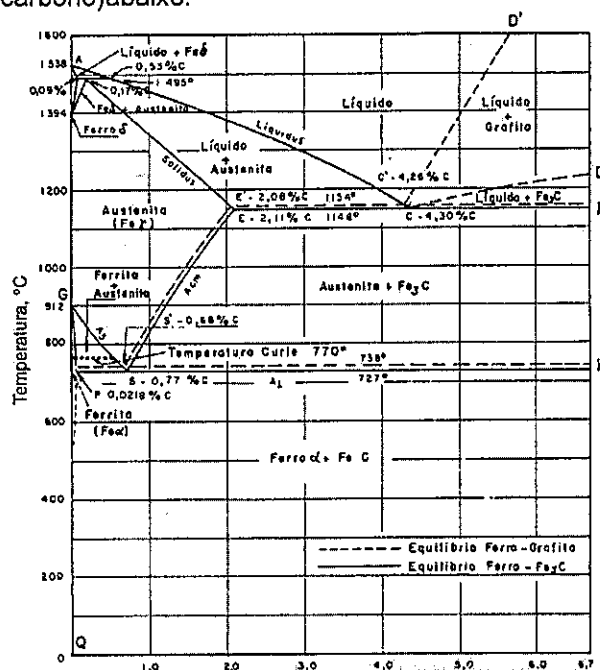 carbono)abaixo.
D'
1600
1538
A
Líquido + Feδ
0,53%C
1495°
0,09%
0,17%C
Feδ + Austenita
1394
Ferro δ
Líquido
Líquido
+
Grafita
Liquidus
Solidus
Líquido
+
Austenita
C' - 4,26 % C
D
1200
E' - 2,08% C 1154°
Líquido + Fe3C
E - 2,11% C 1148°
C - 4,30 % C
Austenita
(Feγ)
1000
Ferrita
+
Austenita
Acm
Austenita + Fe3C
G
912
S' - 0,68% C
A3
800
Temperatura Curie 770°
738°
S - 0,77 % C
A1
727°
P 0,0218 % C
600
Ferrita
(Feα)
Ferro α + Fe C
400
Equilíbrio Ferro - Grafita
Equilíbrio Ferro - Fe3C
200
Q
0
1,0
2,0
3,0
4,0
5,0
6,0
6,7
Temperatura, °C